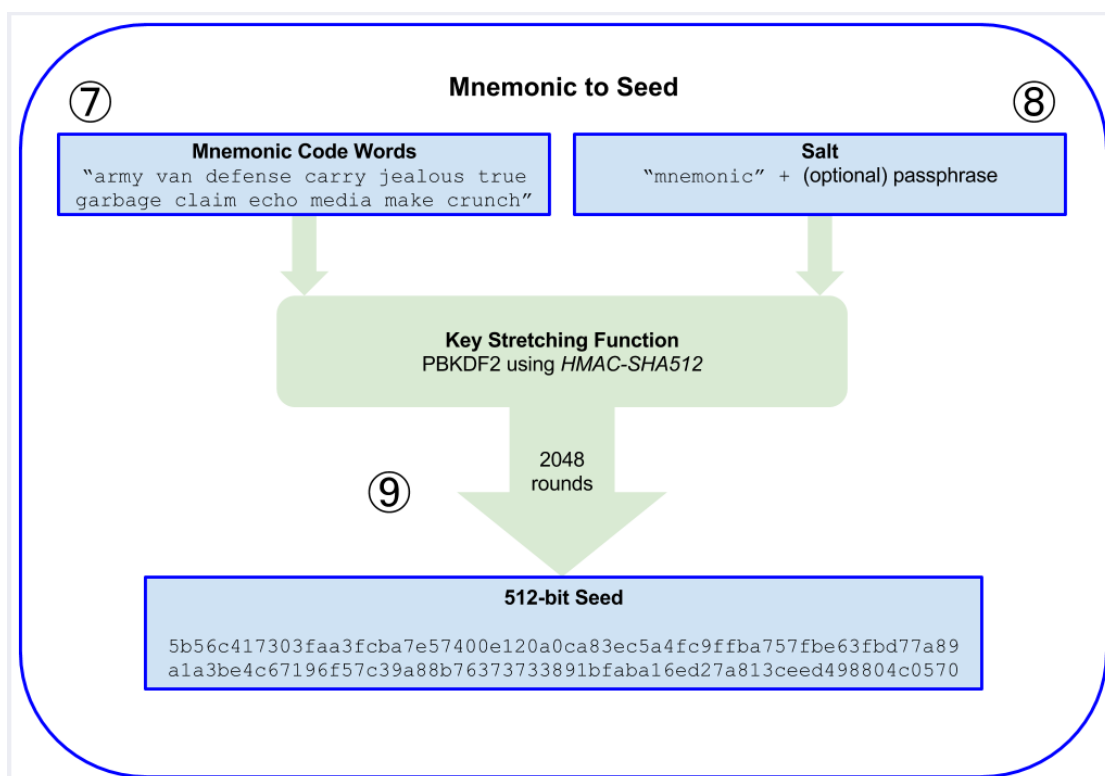 Mnemonic to Seed
⑦
⑧
Mnemonic Code Words
“army van defense carry jealous true
garbage claim echo media make crunch”
Salt
“mnemonic” + (optional) passphrase
Key Stretching Function
PBKDF2 using HMAC-SHA512
2048
rounds
⑨
512-bit Seed
5b56c417303faa3fcba7e57400e120a0ca83ec5a4fc9ffba757fbe63fbd77a89
a1a3be4c67196f57c39a88b76373733891bfaba16ed27a813ceed498804c0570